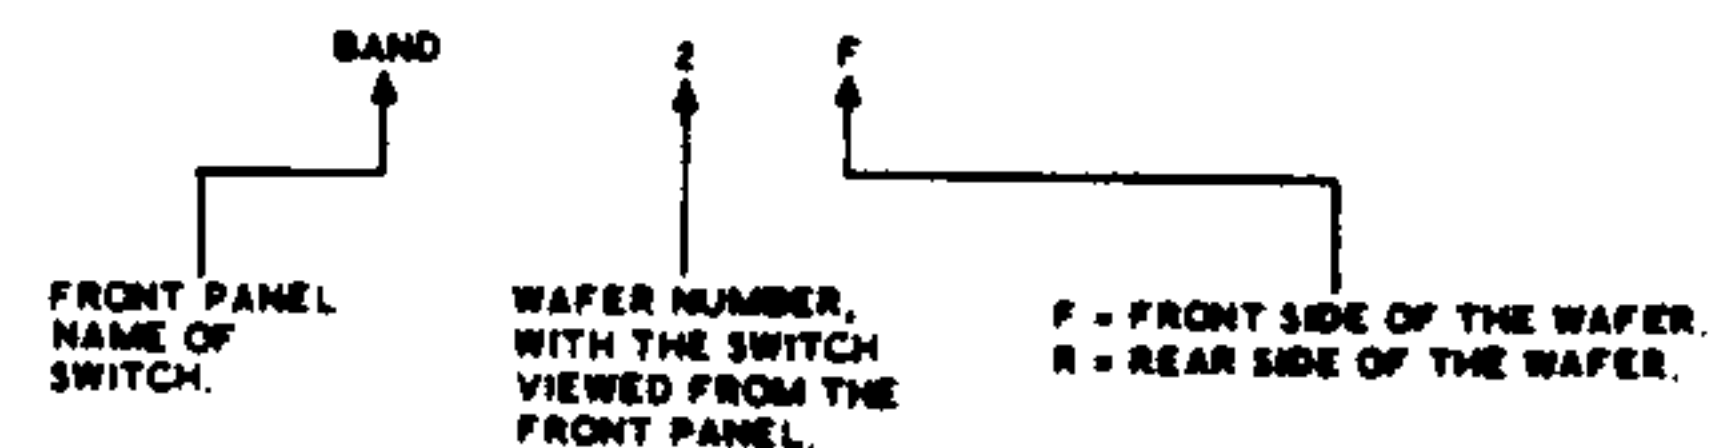 BAND 2 F
FRONT PANEL
NAME OF
SWITCH.
WAFER NUMBER,
WITH THE SWITCH
VIEWED FROM THE
FRONT PANEL.
F = FRONT SIDE OF THE WAFER.
R = REAR SIDE OF THE WAFER.